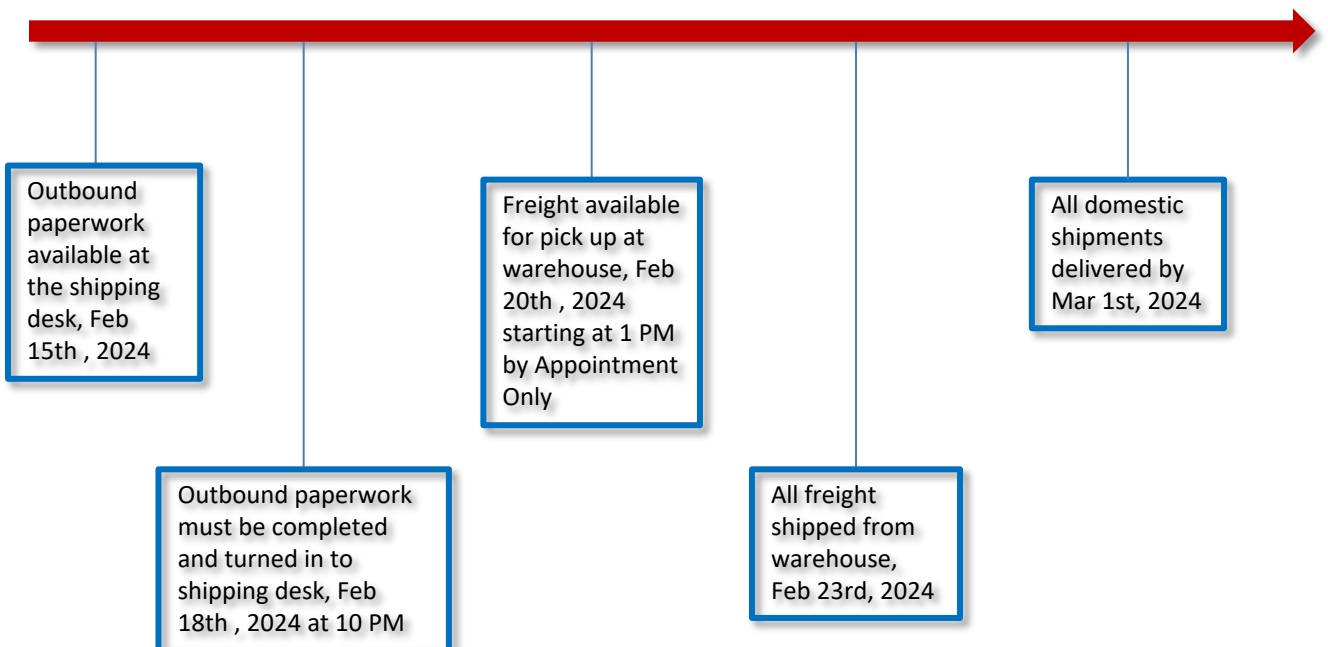 Outbound
paperwork
available at
the shipping
desk, Feb
15th , 2024
Outbound paperwork
must be completed
and turned in to
shipping desk, Feb
18th , 2024 at 10 PM
Freight available
for pick up at
warehouse, Feb
20th , 2024
starting at 1 PM
by Appointment
Only
All freight
shipped from
warehouse,
Feb 23rd, 2024
All domestic
shipments
delivered by
Mar 1st, 2024